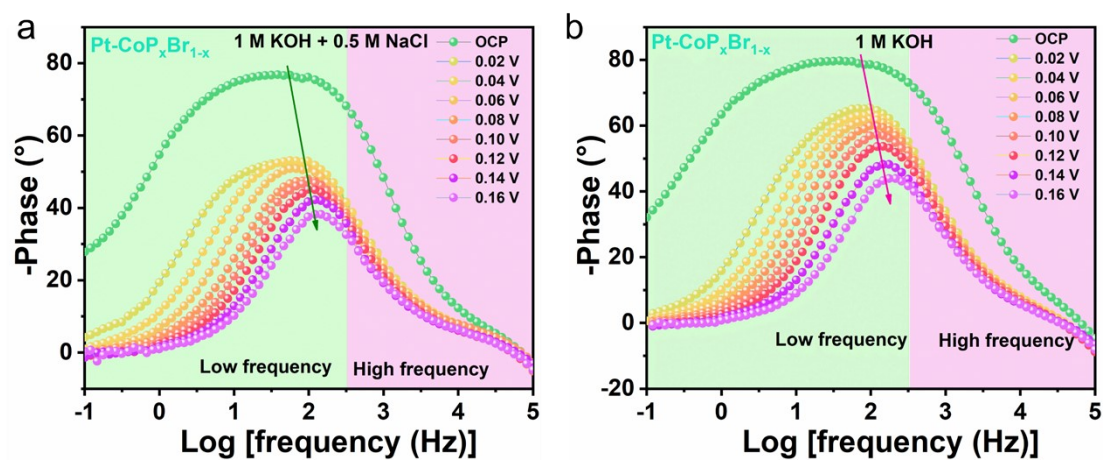 a
Pt-CoPxBr1-x
1 M KOH + 0.5 M NaCl
OCP
0.02 V
0.04 V
0.06 V
0.08 V
0.10 V
0.12 V
0.14 V
0.16 V
-Phase (°)
80
60
40
20
0
Low frequency
High frequency
-1 0 1 2 3 4 5
Log [frequency (Hz)]
b
Pt-CoPxBr1-x
1 M KOH
OCP
0.02 V
0.04 V
0.06 V
0.08 V
0.10 V
0.12 V
0.14 V
0.16 V
-Phase (°)
80
60
40
20
0
-20
Low frequency
High frequency
-1 0 1 2 3 4 5
Log [frequency (Hz)]